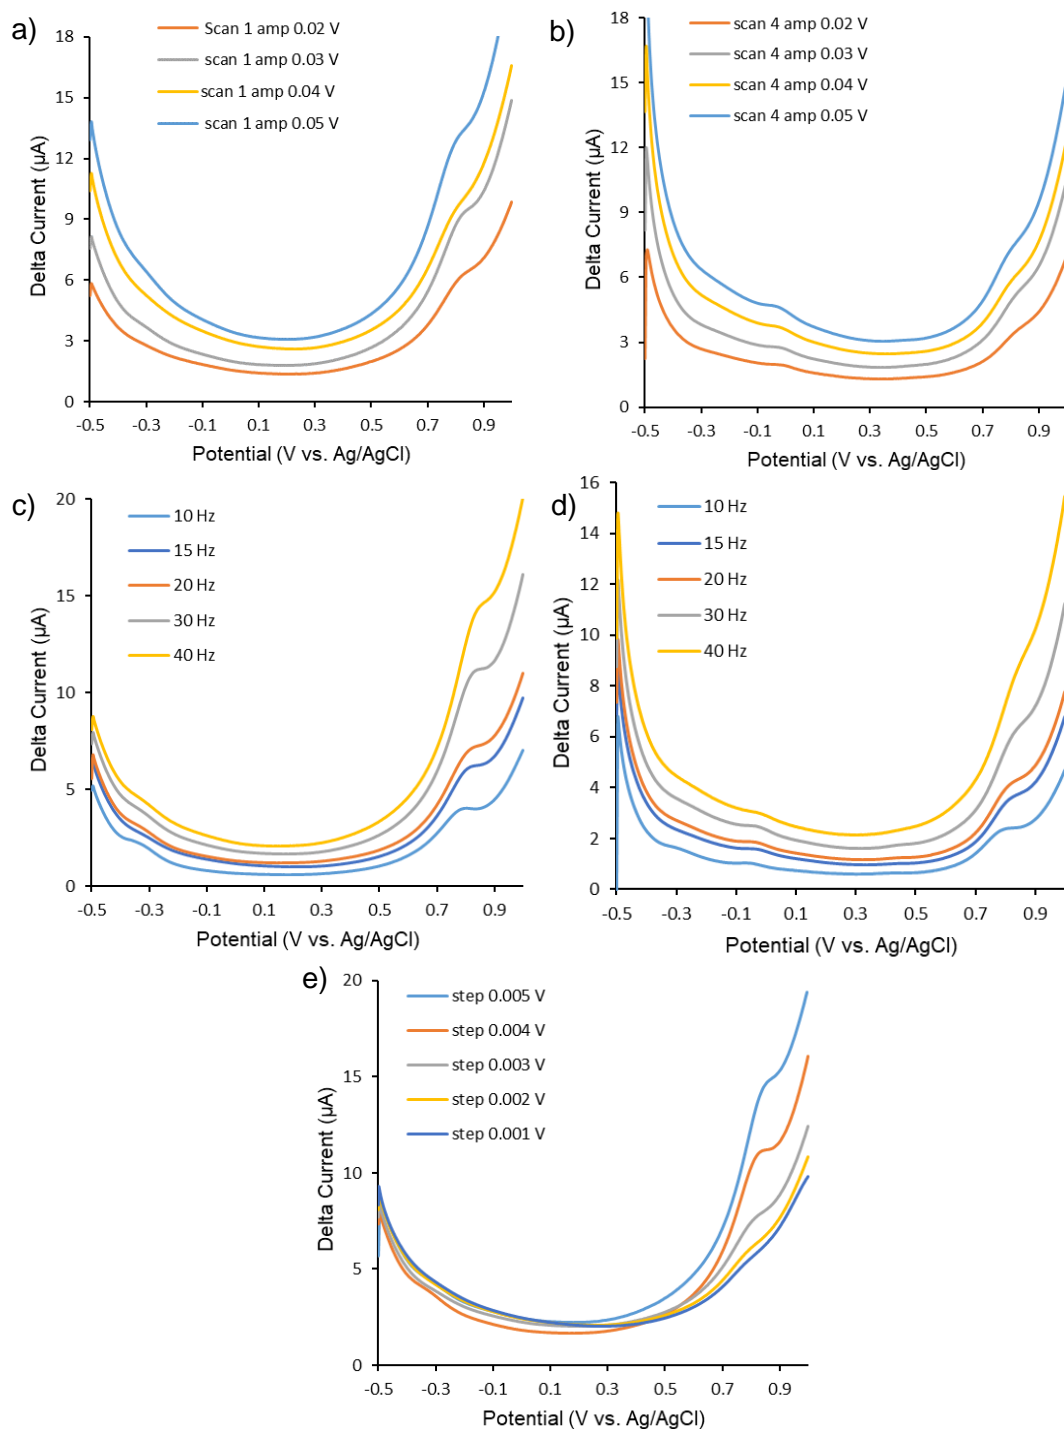 a)
Scan 1 amp 0.02 V
scan 1 amp 0.03 V
scan 1 amp 0.04 V
scan 1 amp 0.05 V
18
15
12
9
6
3
0
Delta Current (µA)
-0.5 -0.3 -0.1 0.1 0.3 0.5 0.7 0.9
Potential (V vs. Ag/AgCl)
b)
scan 4 amp 0.02 V
scan 4 amp 0.03 V
scan 4 amp 0.04 V
scan 4 amp 0.05 V
18
15
12
9
6
3
0
Delta Current (µA)
-0.5 -0.3 -0.1 0.1 0.3 0.5 0.7 0.9
Potential (V vs. Ag/AgCl)
c)
10 Hz
15 Hz
20 Hz
30 Hz
40 Hz
20
15
10
5
0
Delta Current (µA)
-0.5 -0.3 -0.1 0.1 0.3 0.5 0.7 0.9
Potential (V vs. Ag/AgCl)
d)
10 Hz
15 Hz
20 Hz
30 Hz
40 Hz
16
14
12
10
8
6
4
2
0
Delta Current (µA)
-0.5 -0.3 -0.1 0.1 0.3 0.5 0.7 0.9
Potential (V vs. Ag/AgCl)
e)
step 0.005 V
step 0.004 V
step 0.003 V
step 0.002 V
step 0.001 V
20
15
10
5
0
Delta Current (µA)
-0.5 -0.3 -0.1 0.1 0.3 0.5 0.7 0.9
Potential (V vs. Ag/AgCl)